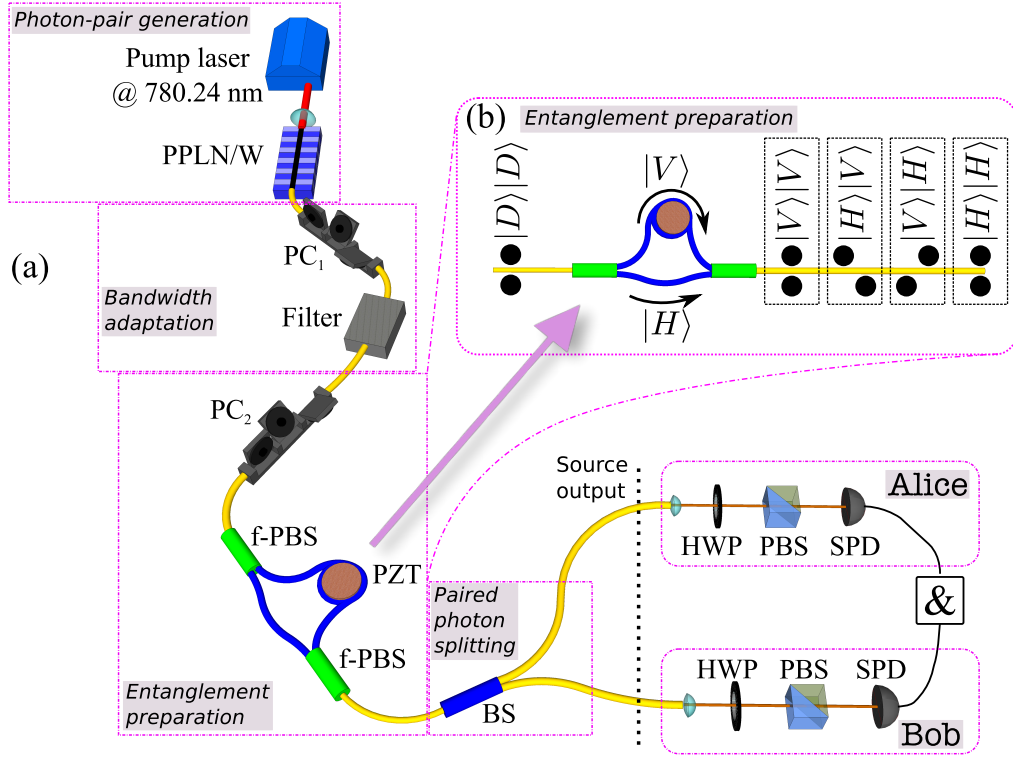 Photon-pair generation
Pump laser
@ 780.24 nm
PPLN/W
(a)
PC1
Bandwidth
adaptation
Filter
PC2
f-PBS
PZT
f-PBS
Entanglement
preparation
Paired
photon
splitting
BS
(b)
Entanglement preparation
|D⟩|D⟩
|V⟩
|H⟩
|V⟩|V⟩
|H⟩|V⟩
|V⟩|H⟩
|H⟩|H⟩
Source
output
Alice
HWP
PBS
SPD
&
HWP
PBS
SPD
Bob